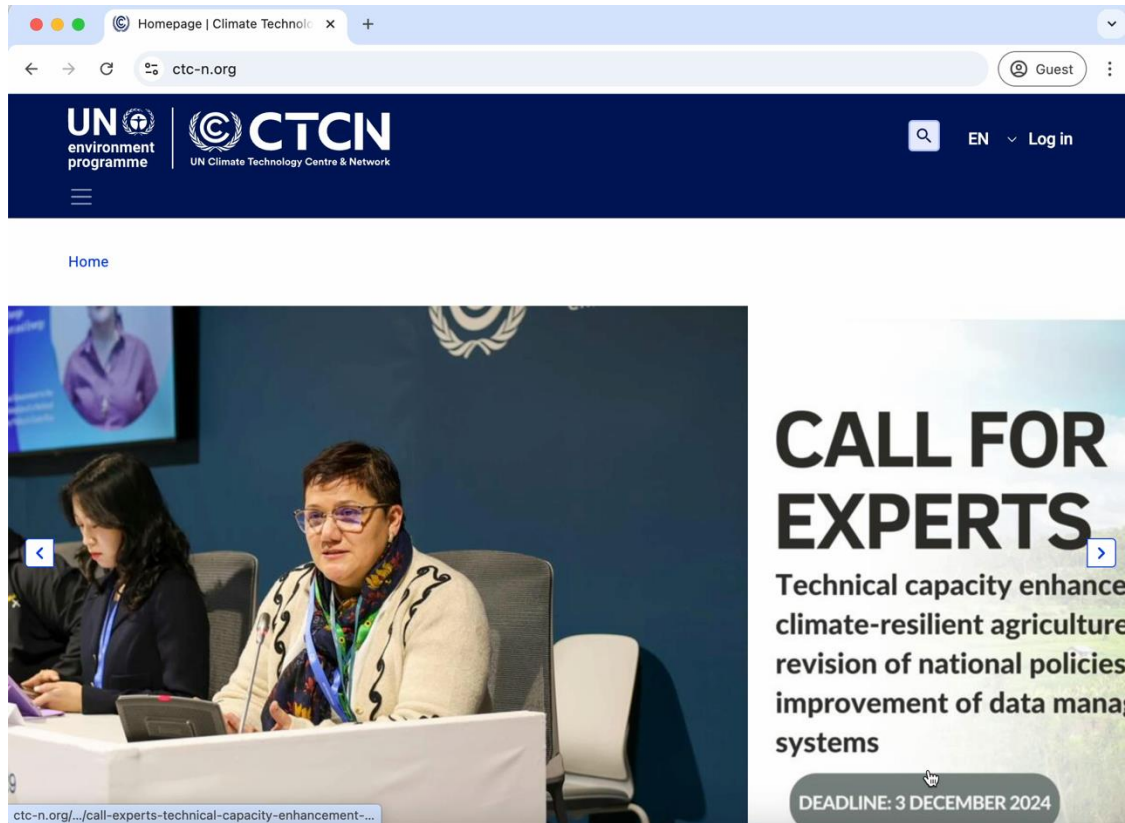 Homepage | Climate Technolo
ctc-n.org
Guest
UN
environment
programme
CTCN
UN Climate Technology Centre & Network
EN
Log in
Home
CALL FOR
EXPERTS
Technical capacity enhance
climate-resilient agriculture
revision of national policies
improvement of data mana
systems
DEADLINE: 3 DECEMBER 2024
ctc-n.org/.../call-experts-technical-capacity-enhancement-...